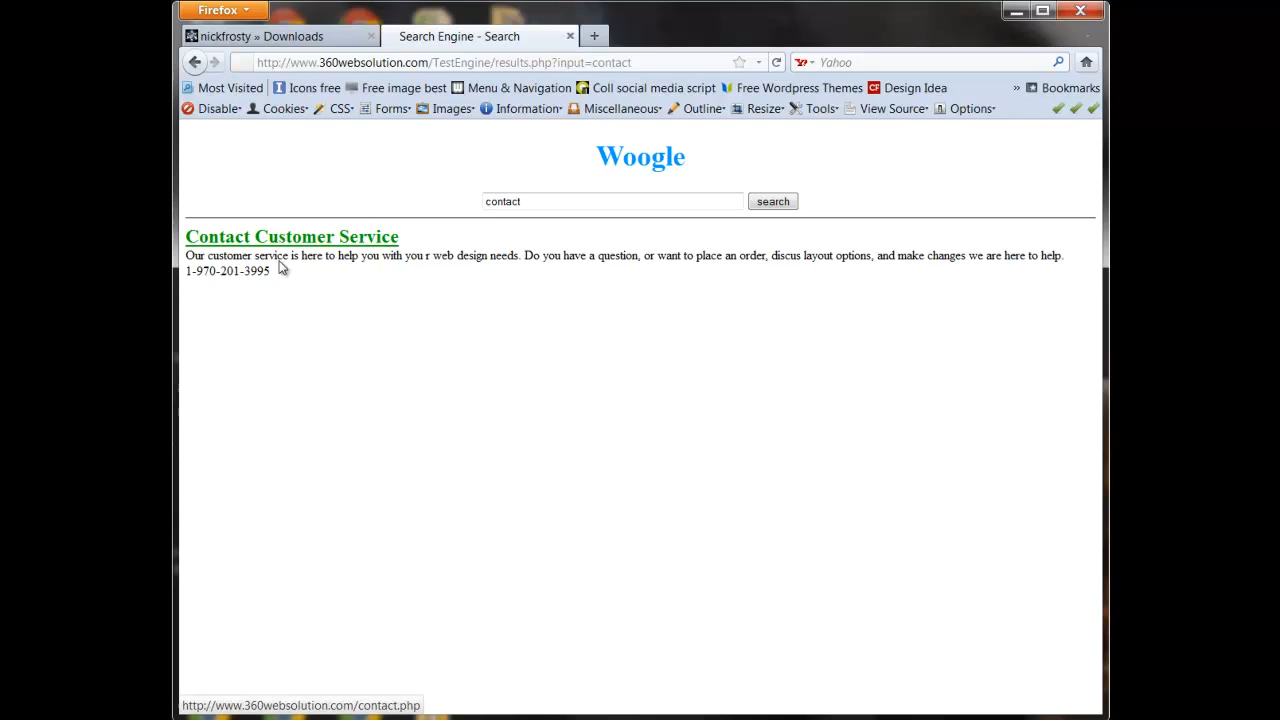 Firefox
nickfrosty » Downloads
Search Engine - Search
http://www.360websolution.com/TestEngine/results.php?input=contact
Yahoo
Most Visited Icons free Free image best Menu & Navigation Coll social media script Free Wordpress Themes Design Idea » Bookmarks
Disable Cookies CSS Forms Images Information Miscellaneous Outline Resize Tools View Source Options
Woogle
contact search
Contact Customer Service
Our customer service is here to help you with you r web design needs. Do you have a question, or want to place an order, discus layout options, and make changes we are here to help.
1-970-201-3995
http://www.360websolution.com/contact.php